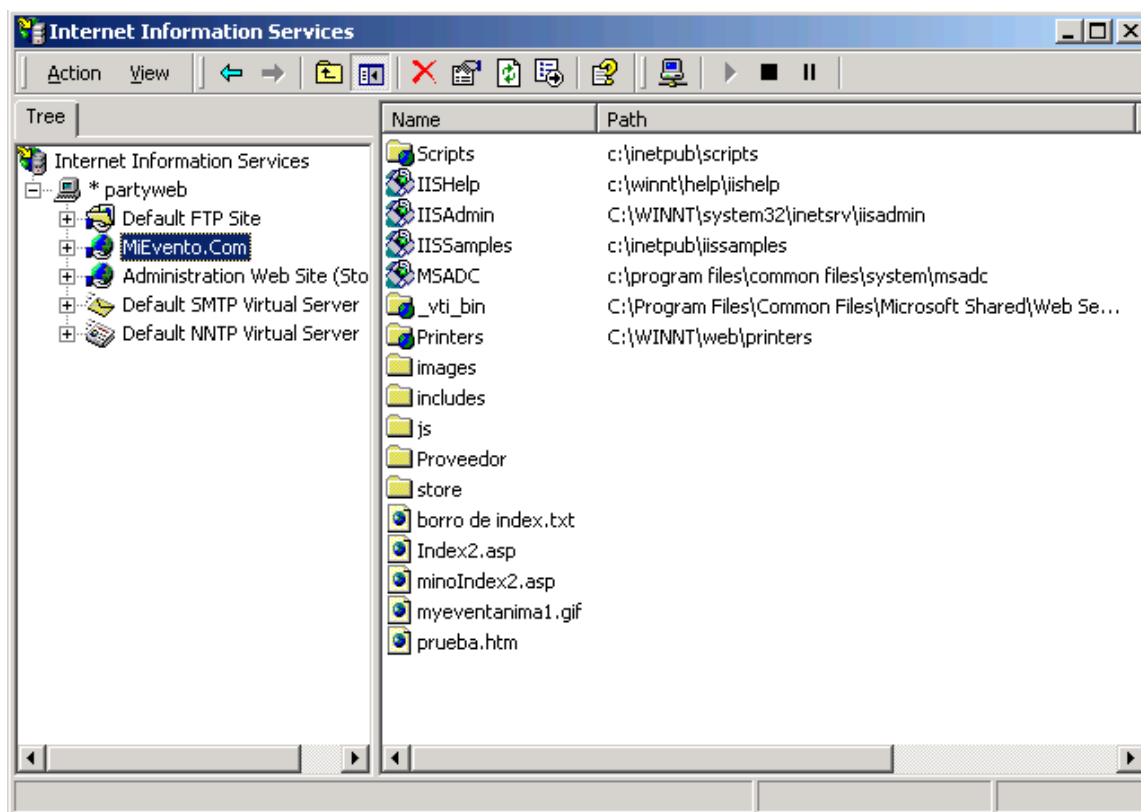 Internet Information Services
Action View
Tree
Name Path
Internet Information Services
* partyweb
Default FTP Site
MiEvento.Com
Administration Web Site (Sto
Default SMTP Virtual Server
Default NNTP Virtual Server
Scripts c:\inetpub\scripts
IISHelp c:\winnt\help\iishelp
IISAdmin C:\WINNT\system32\inetsrv\iisadmin
IISSamples c:\inetpub\iissamples
MSADC c:\program files\common files\system\msadc
_vti_bin C:\Program Files\Common Files\Microsoft Shared\Web Se...
Printers C:\WINNT\web\printers
images
includes
js
Proveedor
store
borro de index.txt
Index2.asp
minoIndex2.asp
myeventanima1.gif
prueba.htm